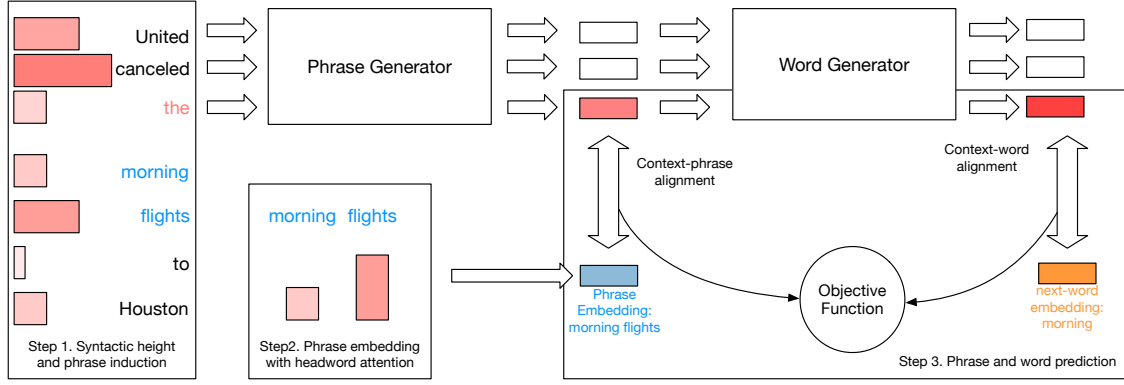 United
canceled
the
morning
flights
to
Houston
Step 1. Syntactic height
and phrase induction
Phrase Generator
morning flights
Step2. Phrase embedding
with headword attention
Word Generator
Context-phrase
alignment
Context-word
alignment
Phrase
Embedding:
morning flights
Objective
Function
next-word
embedding:
morning
Step 3. Phrase and word prediction